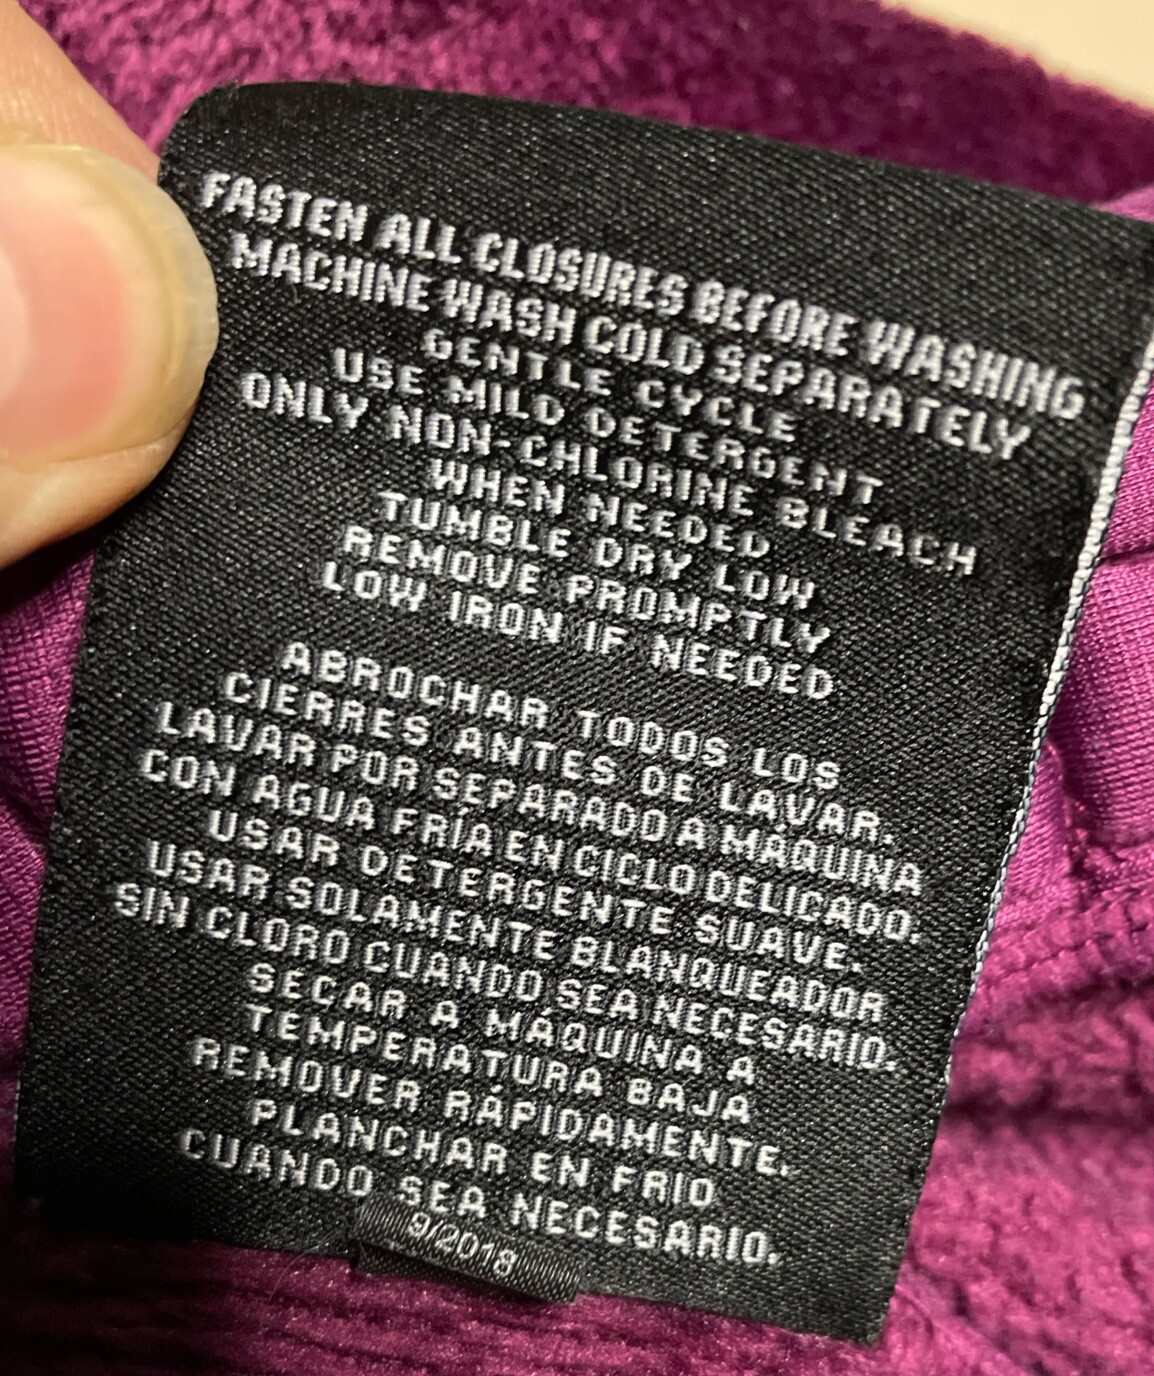 FASTEN ALL CLOSURES BEFORE WASHING
MACHINE WASH COLD SEPARATELY
GENTLE CYCLE
USE MILD DETERGENT
ONLY NON-CHLORINE BLEACH
WHEN NEEDED
TUMBLE DRY LOW
REMOVE PROMPTLY
LOW IRON IF NEEDED
ABROCHAR TODOS LOS
CIERRES ANTES DE LAVAR.
LAVAR POR SEPARADO A MÁQUINA
CON AGUA FRÍA EN CICLO DELICADO.
USAR DETERGENTE SUAVE.
USAR SOLAMENTE BLANQUEADOR
SIN CLORO CUANDO SEA NECESARIO.
SECAR A MÁQUINA A
TEMPERATURA BAJA
REMOVER RÁPIDAMENTE.
PLANCHAR EN FRIO
CUANDO SEA NECESARIO.
9/2018